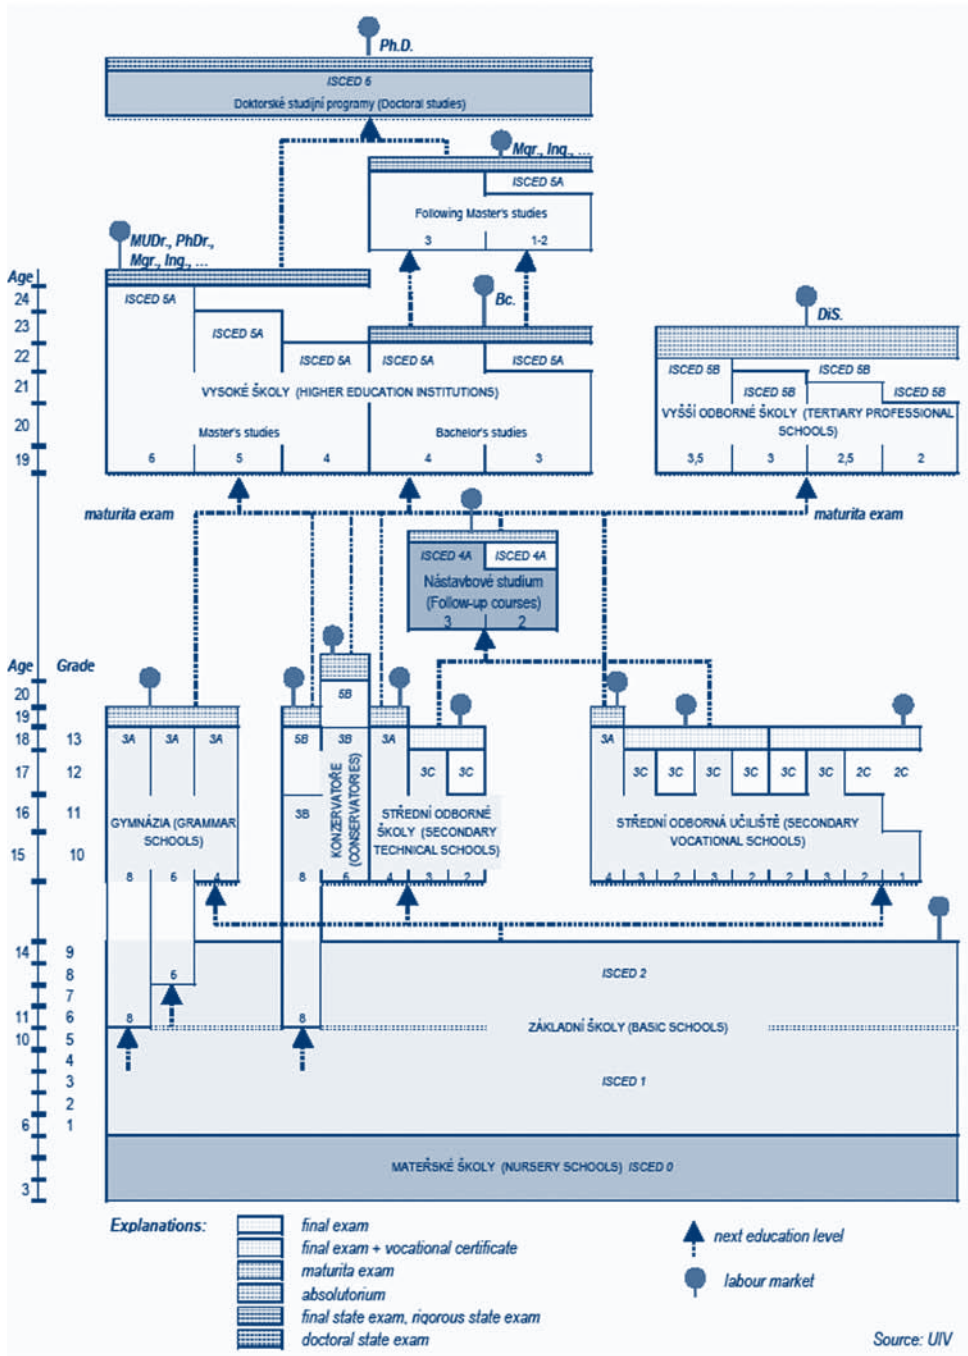 Ph.D.
ISCED 6
Doktorské studijní programy (Doctoral studies)
Mgr., Ing., ...
ISCED 5A
Following Master's studies
3 1-2
MUDr., PhDr.,
Mgr., Ing., ...
Age
24 ISCED 5A
Bc.
23 ISCED 5A DiS.
22 ISCED 5A ISCED 5A ISCED 5A
ISCED 5B ISCED 5B
21 ISCED 5B ISCED 5B
VYSOKÉ ŠKOLY (HIGHER EDUCATION INSTITUTIONS)
VYŠŠÍ ODBORNÉ ŠKOLY (TERTIARY PROFESSIONAL
SCHOOLS)
20 Master's studies Bachelor's studies
19 6 5 4 4 3 3,5 3 2,5 2
maturita exam maturita exam
ISCED 4A ISCED 4A
Nástavbové studium
(Follow-up courses)
3 2
Age Grade
20 5B
19
18 13 3A 3A 3A 5B 3B 3A 3A
17 12 3C 3C 3C 3C 3C 3C 3C 3C 2C 2C
16 11 3B
GYMNÁZIA (GRAMMAR
SCHOOLS)
KONZERVATOŘE
(CONSERVATORIES)
STŘEDNÍ ODBORNÉ
ŠKOLY (SECONDARY
TECHNICAL SCHOOLS)
STŘEDNÍ ODBORNÁ UČILIŠTĚ (SECONDARY
VOCATIONAL SCHOOLS)
15 10
8 6 4 8 6 4 3 2 4 3 2 3 2 2 3 2 1
14 9
8 6 ISCED 2
7
11 6 8 8
ZÁKLADNÍ ŠKOLY (BASIC SCHOOLS)
10 5
4
3 ISCED 1
2
6 1
MATEŘSKÉ ŠKOLY (NURSERY SCHOOLS) ISCED 0
3
Explanations:
final exam
final exam + vocational certificate
maturita exam
absolutorium
final state exam, rigorous state exam
doctoral state exam
next education level
labour market
Source: UIV